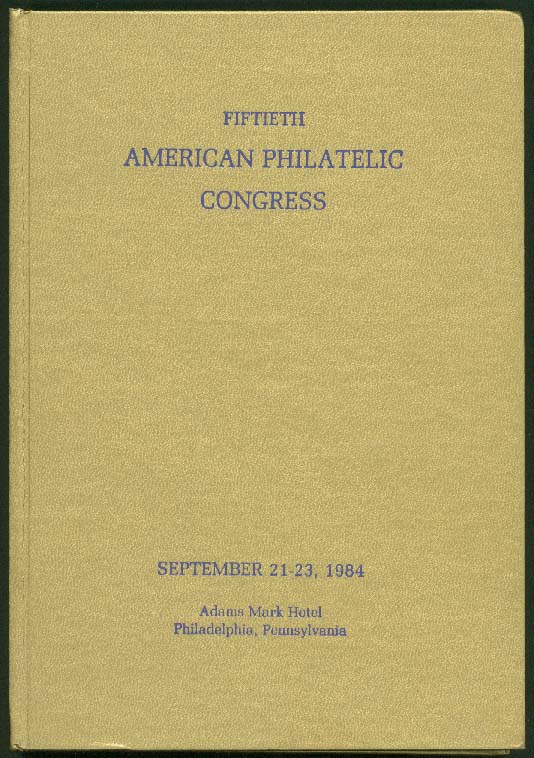 FIFTIETH
AMERICAN PHILATELIC
CONGRESS
SEPTEMBER 21-23, 1984
Adams Mark Hotel
Philadelphia, Pennsylvania